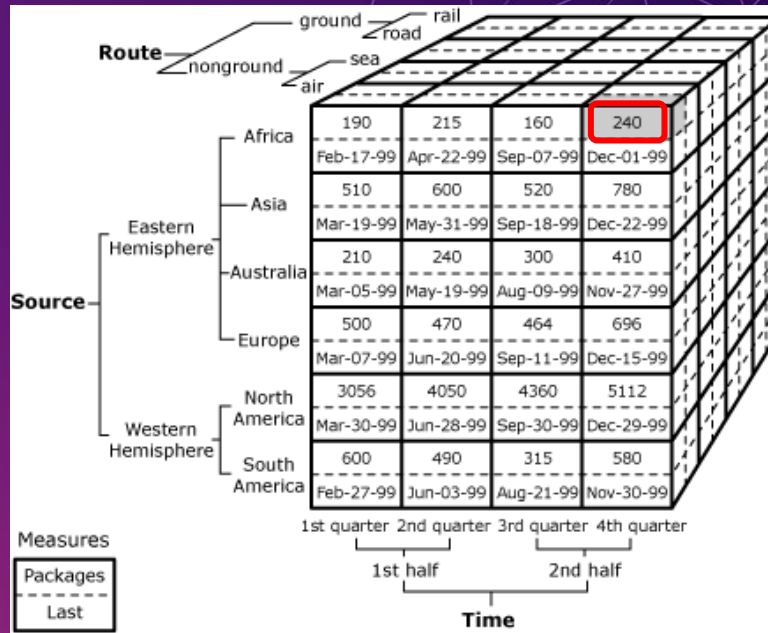 ground
rail
road
Route
nonground
sea
air
Africa
190 215 160 240
Feb-17-99 Apr-22-99 Sep-07-99 Dec-01-99
Asia
510 600 520 780
Mar-19-99 May-31-99 Sep-18-99 Dec-22-99
Eastern
Hemisphere
Australia
210 240 300 410
Mar-05-99 May-19-99 Aug-09-99 Nov-27-99
Source
Europe
500 470 464 696
Mar-07-99 Jun-20-99 Sep-11-99 Dec-15-99
North
America
3056 4050 4360 5112
Mar-30-99 Jun-28-99 Sep-30-99 Dec-29-99
Western
Hemisphere
South
America
600 490 315 580
Feb-27-99 Jun-03-99 Aug-21-99 Nov-30-99
1st quarter 2nd quarter 3rd quarter 4th quarter
1st half 2nd half
Time
Measures
Packages
Last